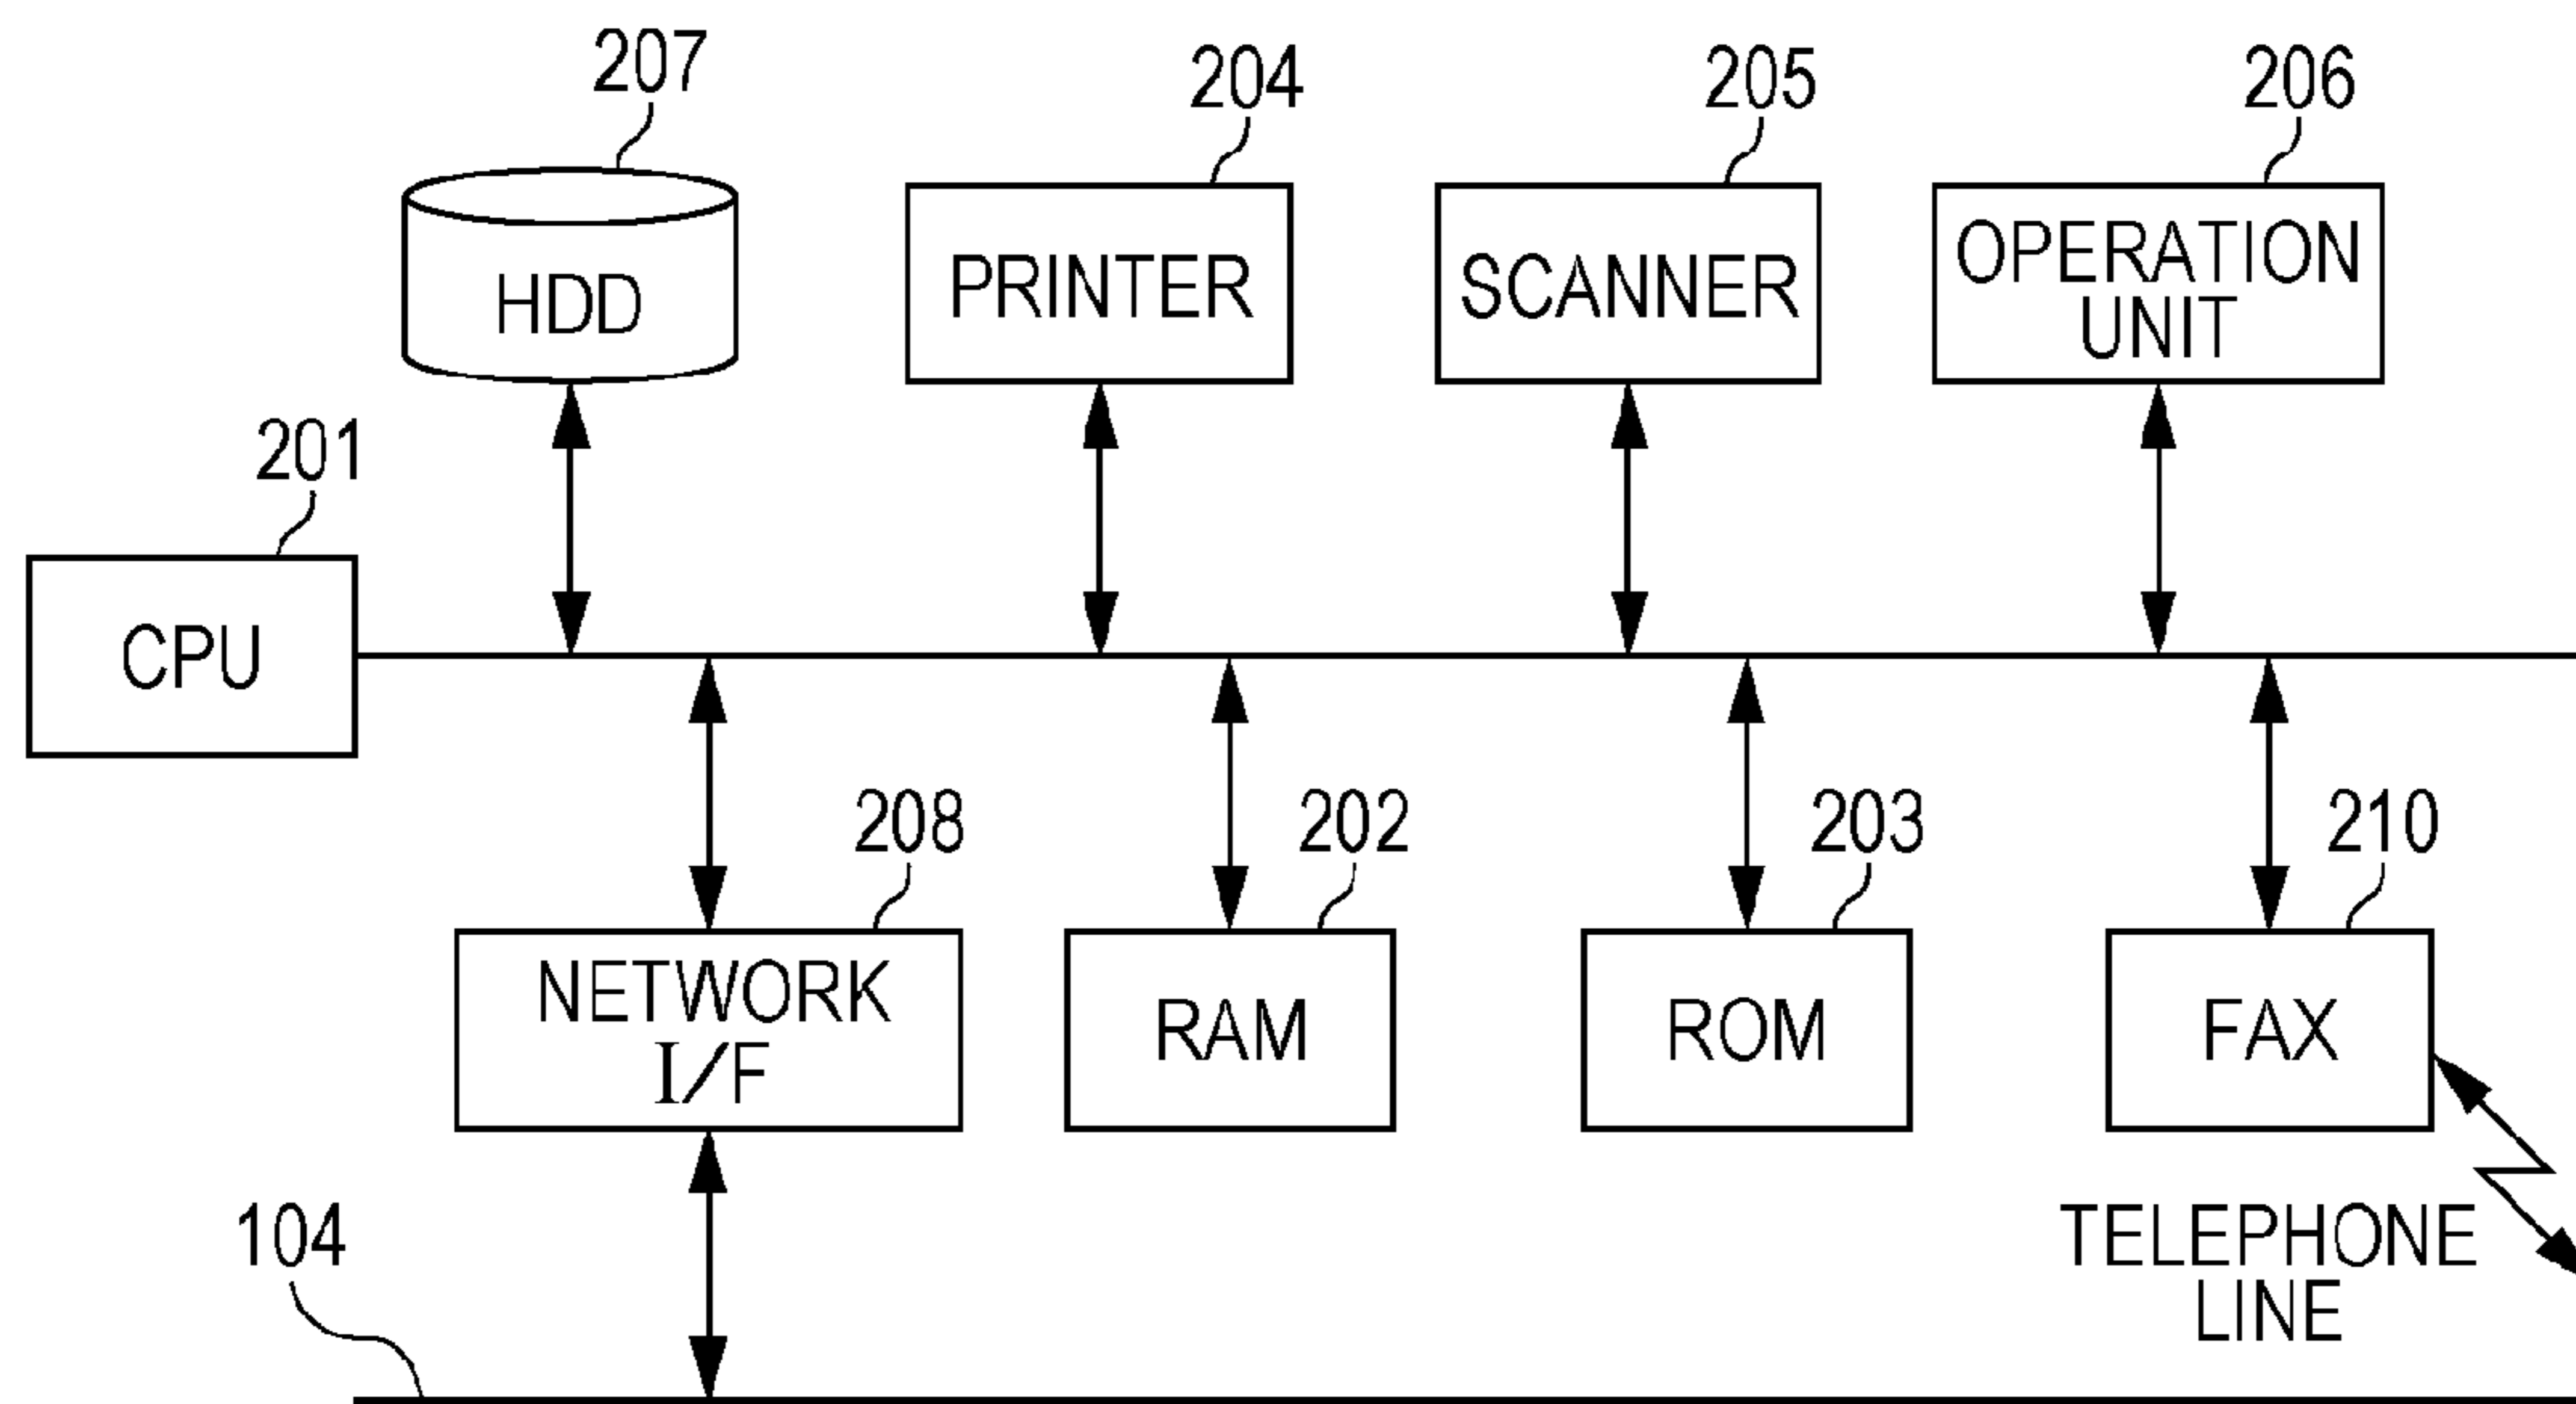 207
204
205
206
HDD
PRINTER
SCANNER
OPERATION
UNIT
201
CPU
208
202
203
210
NETWORK
I/F
RAM
ROM
FAX
104
TELEPHONE
LINE